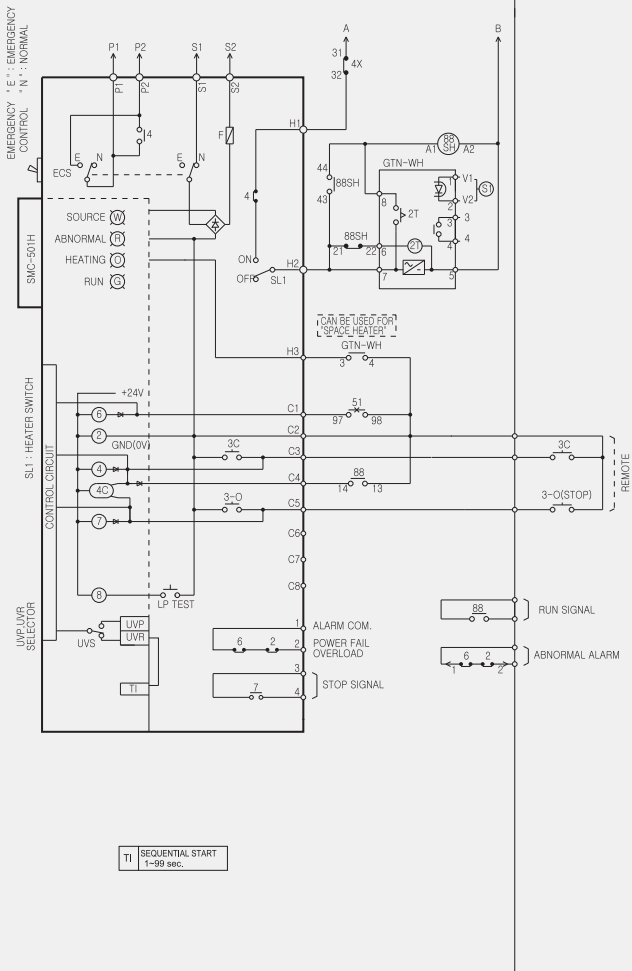 EMERGENCY " E " : EMERGENCY
CONTROL " N " : NORMAL
P1 P2 S1 S2
A
B
31
4X
32
P1 P2 S1 S2
H1
4
F
E N
ECS
E N
4
88
SH
A1 A2
GTN-WH
44
88SH
43
8
2T
1 V1
S1
2 V2
3 3
4 4
88SH
21 22 6
2T
7 5
SMC-501H
SOURCE W
ABNORMAL R
HEATING O
RUN G
ON
OFF
SL1
H2
CAN BE USED FOR
"SPACE HEATER"
GTN-WH
H3
3 4
SL1 : HEATER SWITCH
CONTROL CIRCUIT
+24V
6
C1
51
97 98
2
GND(0V)
C2
3C
C3
3C
4
C4
88
14 13
4C
3-O
C5
3-O(STOP)
REMOTE
7
C6
C7
C8
8
LP TEST
UVP,UVR
SELECTOR
UVS
UVP
UVR
TI
1 ALARM COM.
6 2
2 POWER FAIL
OVERLOAD
3
7
4
STOP SIGNAL
88
RUN SIGNAL
6 2
1 2
ABNORMAL ALARM
TI SEQUENTIAL START
1~99 sec.